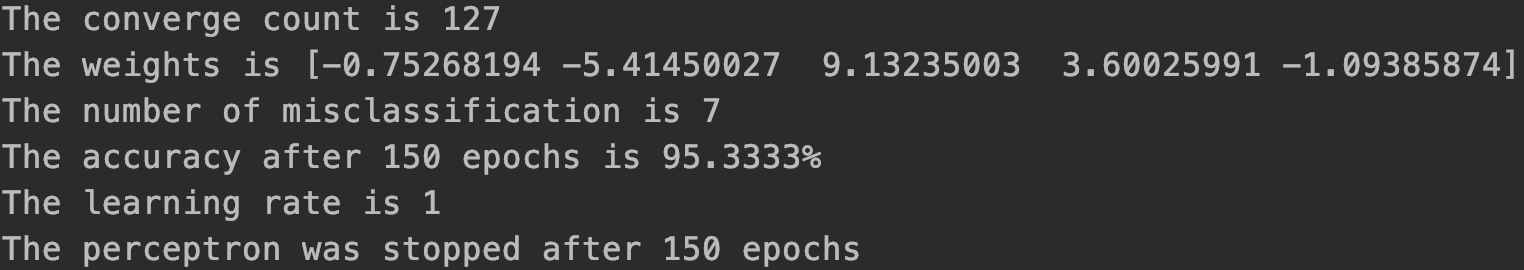 The converge count is 127
The weights is [-0.75268194 -5.41450027  9.13235003  3.60025991 -1.09385874]
The number of misclassification is 7
The accuracy after 150 epochs is 95.3333%
The learning rate is 1
The perceptron was stopped after 150 epochs